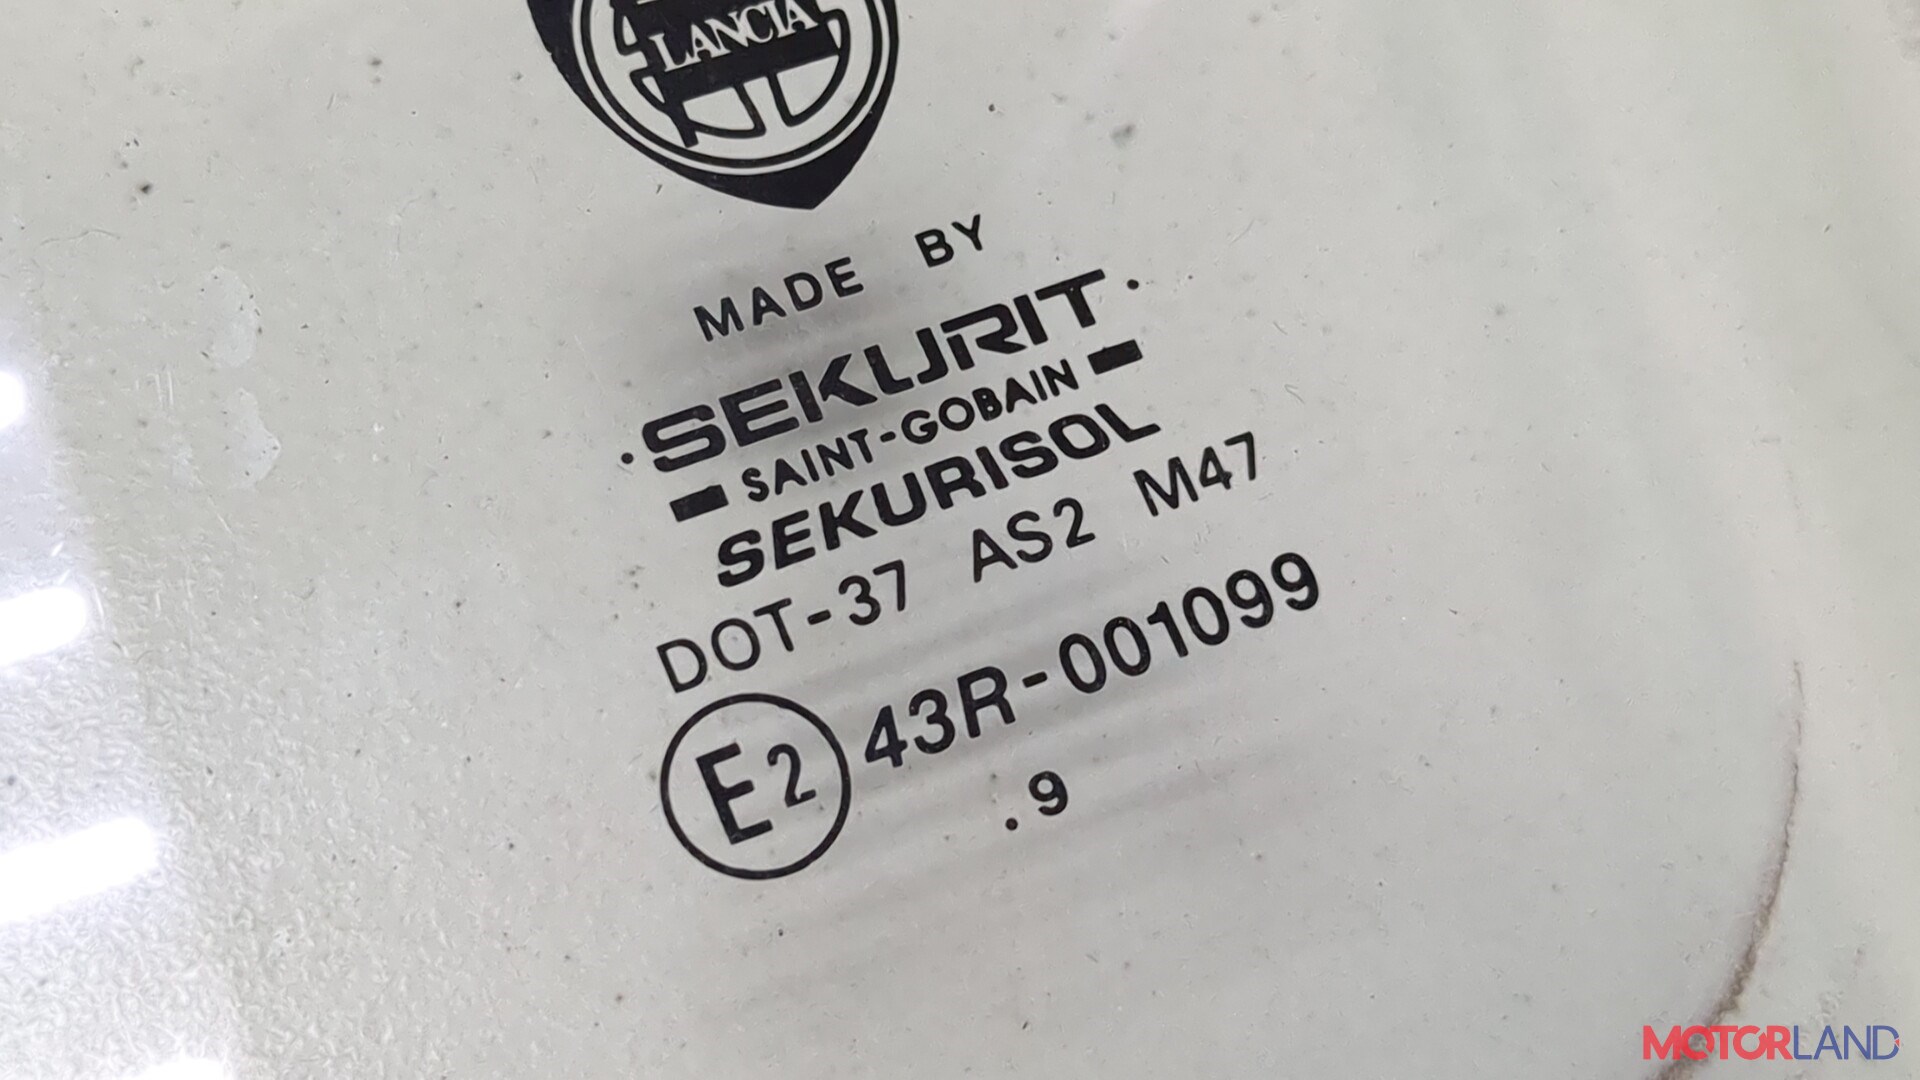 LANCIA
MADE BY
SEKURIT
SAINT-GOBAIN
SEKURISOL
DOT-37 AS2 M47
E2 43R-001099
.9
MOTORLAND